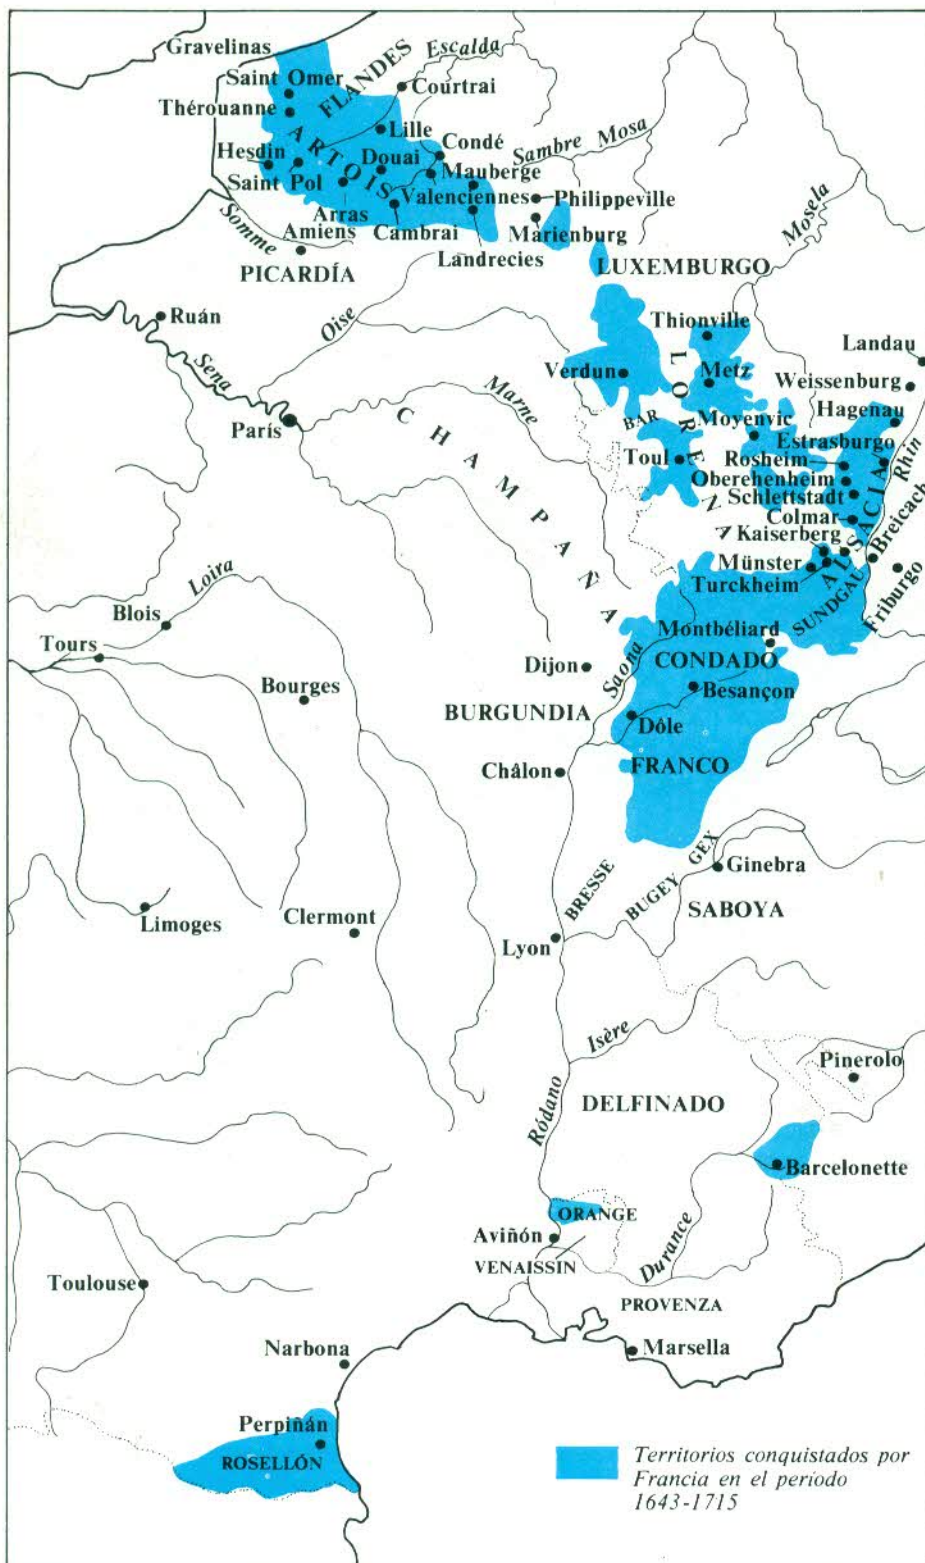 Gravelinas
Escalda
Saint Omer
FLANDES
Courtrai
Thérouanne
ARTOIS
Lille
Condé
Sambre
Mosa
Hesdin
Douai
Mauberge
Saint Pol
Valenciennes
Philippeville
Mosela
Somme
Arras
Amiens
Cambrai
Marienburg
Landrecies
PICARDÍA
LUXEMBURGO
Ruán
Oise
Thionville
Landau
Sena
Verdun
LORENA
Metz
Weissenburg
Marne
Hagenau
París
CHAMPAÑA
BAR
Moyenvic
Estrasburgo
Rhin
Toul
Rosheim
Oberehenheim
Schlettstadt
ALSACIA
Colmar
Breicach
Kaiserberg
Münster
Turckheim
SUNDGAU
Friburgo
Loira
Blois
Tours
Montbéliard
Dijon
Saona
CONDADO
Bourges
Besançon
BURGUNDIA
Dôle
Châlon
FRANCO
GEX
Ginebra
BRESSE
BUGEY
SABOYA
Limoges
Clermont
Lyon
Isère
Pinerolo
Ródano
DELFINADO
Barcelonette
ORANGE
Aviñón
Durance
VENAISSIN
Toulouse
PROVENZA
Narbona
Marsella
Perpiñán
ROSELLÓN
Territorios conquistados por
Francia en el período
1643-1715